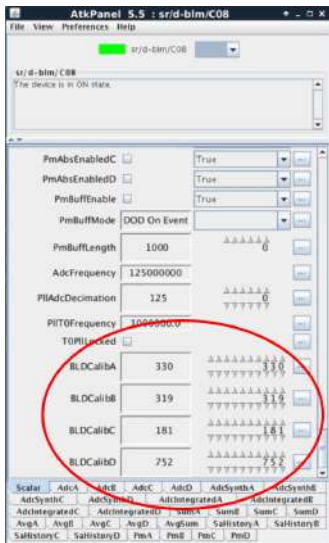 AtkPanel 5.5 : sr/d-blm/C08
File View Preferences Help
sr/d-blm/C08
sr/d-blm/C08
The device is in ON state.
PmAbsEnabledC True ...
PmAbsEnabledD True ...
PmBuffEnable True ...
PmBuffMode DOD On Event ...
PmBuffLength 1000 0 ...
AdcFrequency 125000000 ...
PllAdcDecimation 125 0 ...
PllT0Frequency 1000000.0 ...
T0PllLocked ...
BLDCalibA 330 330 ...
BLDCalibB 319 319 ...
BLDCalibC 181 181 ...
BLDCalibD 752 752 ...
Scalar AdcA AdcB AdcC AdcD AdcSynthA AdcSynthB
AdcSynthC AdcSynthD AdcIntegratedA AdcIntegratedB
AdcIntegratedC AdcIntegratedD SumA SumB SumC SumD
AvgA AvgB AvgC AvgD AvgSum SaHistoryA SaHistoryB
SaHistoryC SaHistoryD PmA PmB PmC PmD